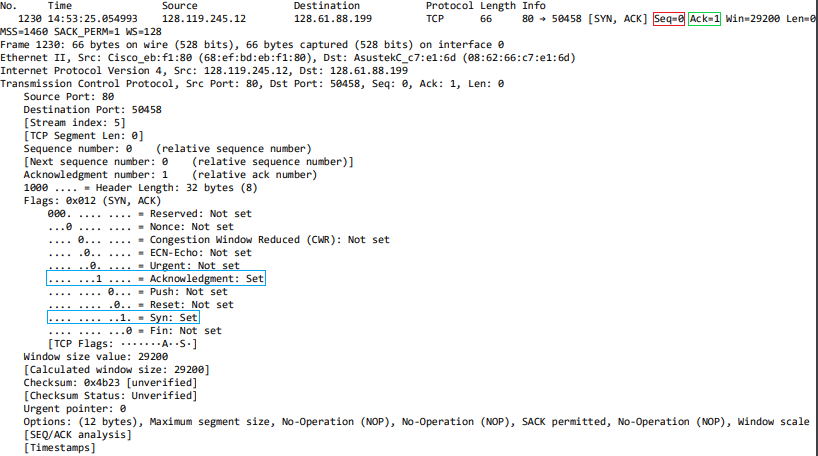 No. Time Source Destination Protocol Length Info
1230 14:53:25.054993 128.119.245.12 128.61.88.199 TCP 66 80 → 50458 [SYN, ACK] Seq=0 Ack=1 Win=29200 Len=0
MSS=1460 SACK_PERM=1 WS=128
Frame 1230: 66 bytes on wire (528 bits), 66 bytes captured (528 bits) on interface 0
Ethernet II, Src: Cisco_eb:f1:80 (68:ef:bd:eb:f1:80), Dst: AsustekC_c7:e1:6d (08:62:66:c7:e1:6d)
Internet Protocol Version 4, Src: 128.119.245.12, Dst: 128.61.88.199
Transmission Control Protocol, Src Port: 80, Dst Port: 50458, Seq: 0, Ack: 1, Len: 0
Source Port: 80
Destination Port: 50458
[Stream index: 5]
[TCP Segment Len: 0]
Sequence number: 0 (relative sequence number)
[Next sequence number: 0 (relative sequence number)]
Acknowledgment number: 1 (relative ack number)
1000 .... = Header Length: 32 bytes (8)
Flags: 0x012 (SYN, ACK)
000. .... .... = Reserved: Not set
...0 .... .... = Nonce: Not set
.... 0... .... = Congestion Window Reduced (CWR): Not set
.... .0.. .... = ECN-Echo: Not set
.... ..0. .... = Urgent: Not set
.... ...1 .... = Acknowledgment: Set
.... .... 0... = Push: Not set
.... .... .0.. = Reset: Not set
.... .... ..1. = Syn: Set
.... .... ...0 = Fin: Not set
[TCP Flags: ·······A··S·]
Window size value: 29200
[Calculated window size: 29200]
Checksum: 0x4b23 [unverified]
[Checksum Status: Unverified]
Urgent pointer: 0
Options: (12 bytes), Maximum segment size, No-Operation (NOP), No-Operation (NOP), SACK permitted, No-Operation (NOP), Window scale
[SEQ/ACK analysis]
[Timestamps]